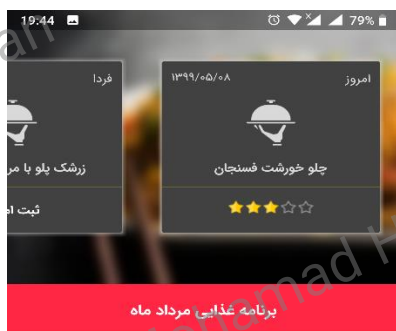 19:44
79%
امروز
۱۳۹۹/۰۵/۰۸
چلو خورشت فسنجان
فردا
زرشک پلو با
ثبت
برنامه غذایی مرداد ماه